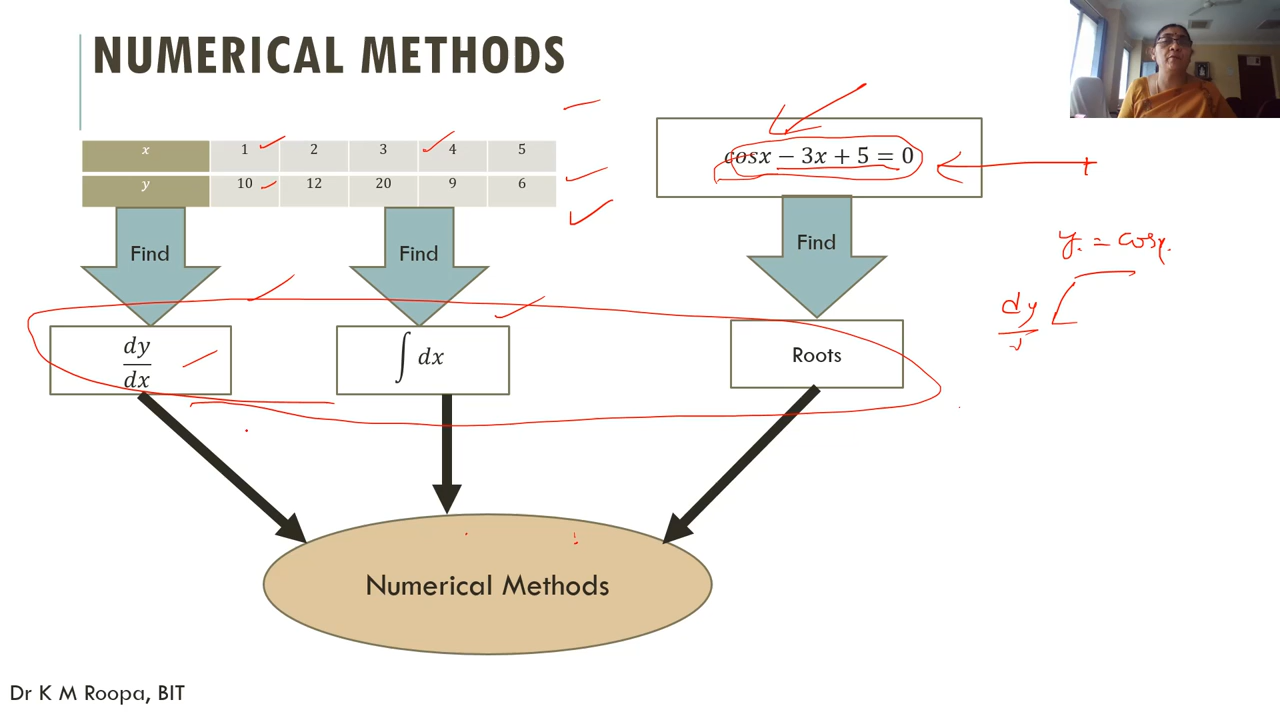 NUMERICAL METHODS
x 1 2 3 4 5
y 10 12 20 9 6
cosx − 3x + 5 = 0
Find
Find
Find
y = cosx.
dy
dy
dx
∫ dx
Roots
Numerical Methods
Dr K M Roopa, BIT